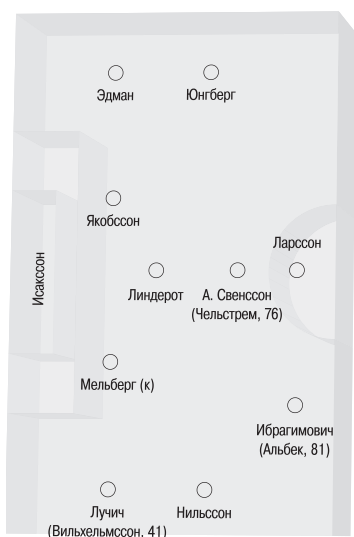 Эдман
Юнгберг
Якобссон
Ларссон
Исакссон
Линдерот
А. Свенссон
(Чельстрем, 76)
Мельберг (к)
Ибрагимович
(Альбек, 81)
Лучич
(Вильхельмссон, 41)
Нильссон